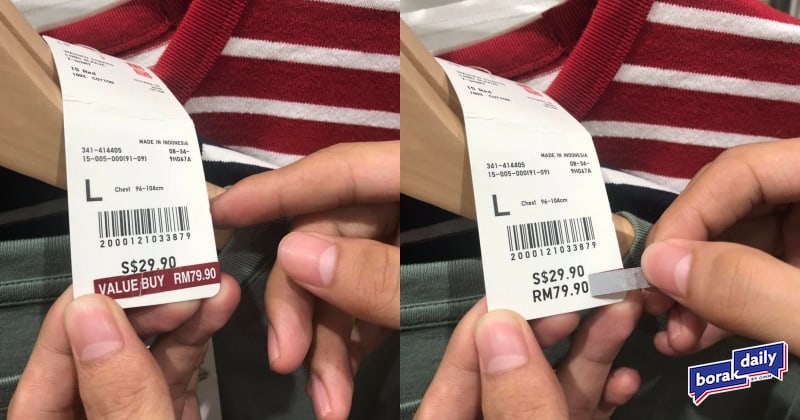 15 Red
100% COTTON
MADE IN INDONESIA
341-414405 08-34-
15-005-000(91-09) 9H067A
L Chest 96-104cm
2000121033879
S$29.90
VALUE BUY RM79.90
15 Red
100% COTTON
MADE IN INDONESIA
341-414405 08-34-
15-005-000(91-09) 9H067A
L Chest 96-104cm
2000121033879
S$29.90
RM79.90
borak daily